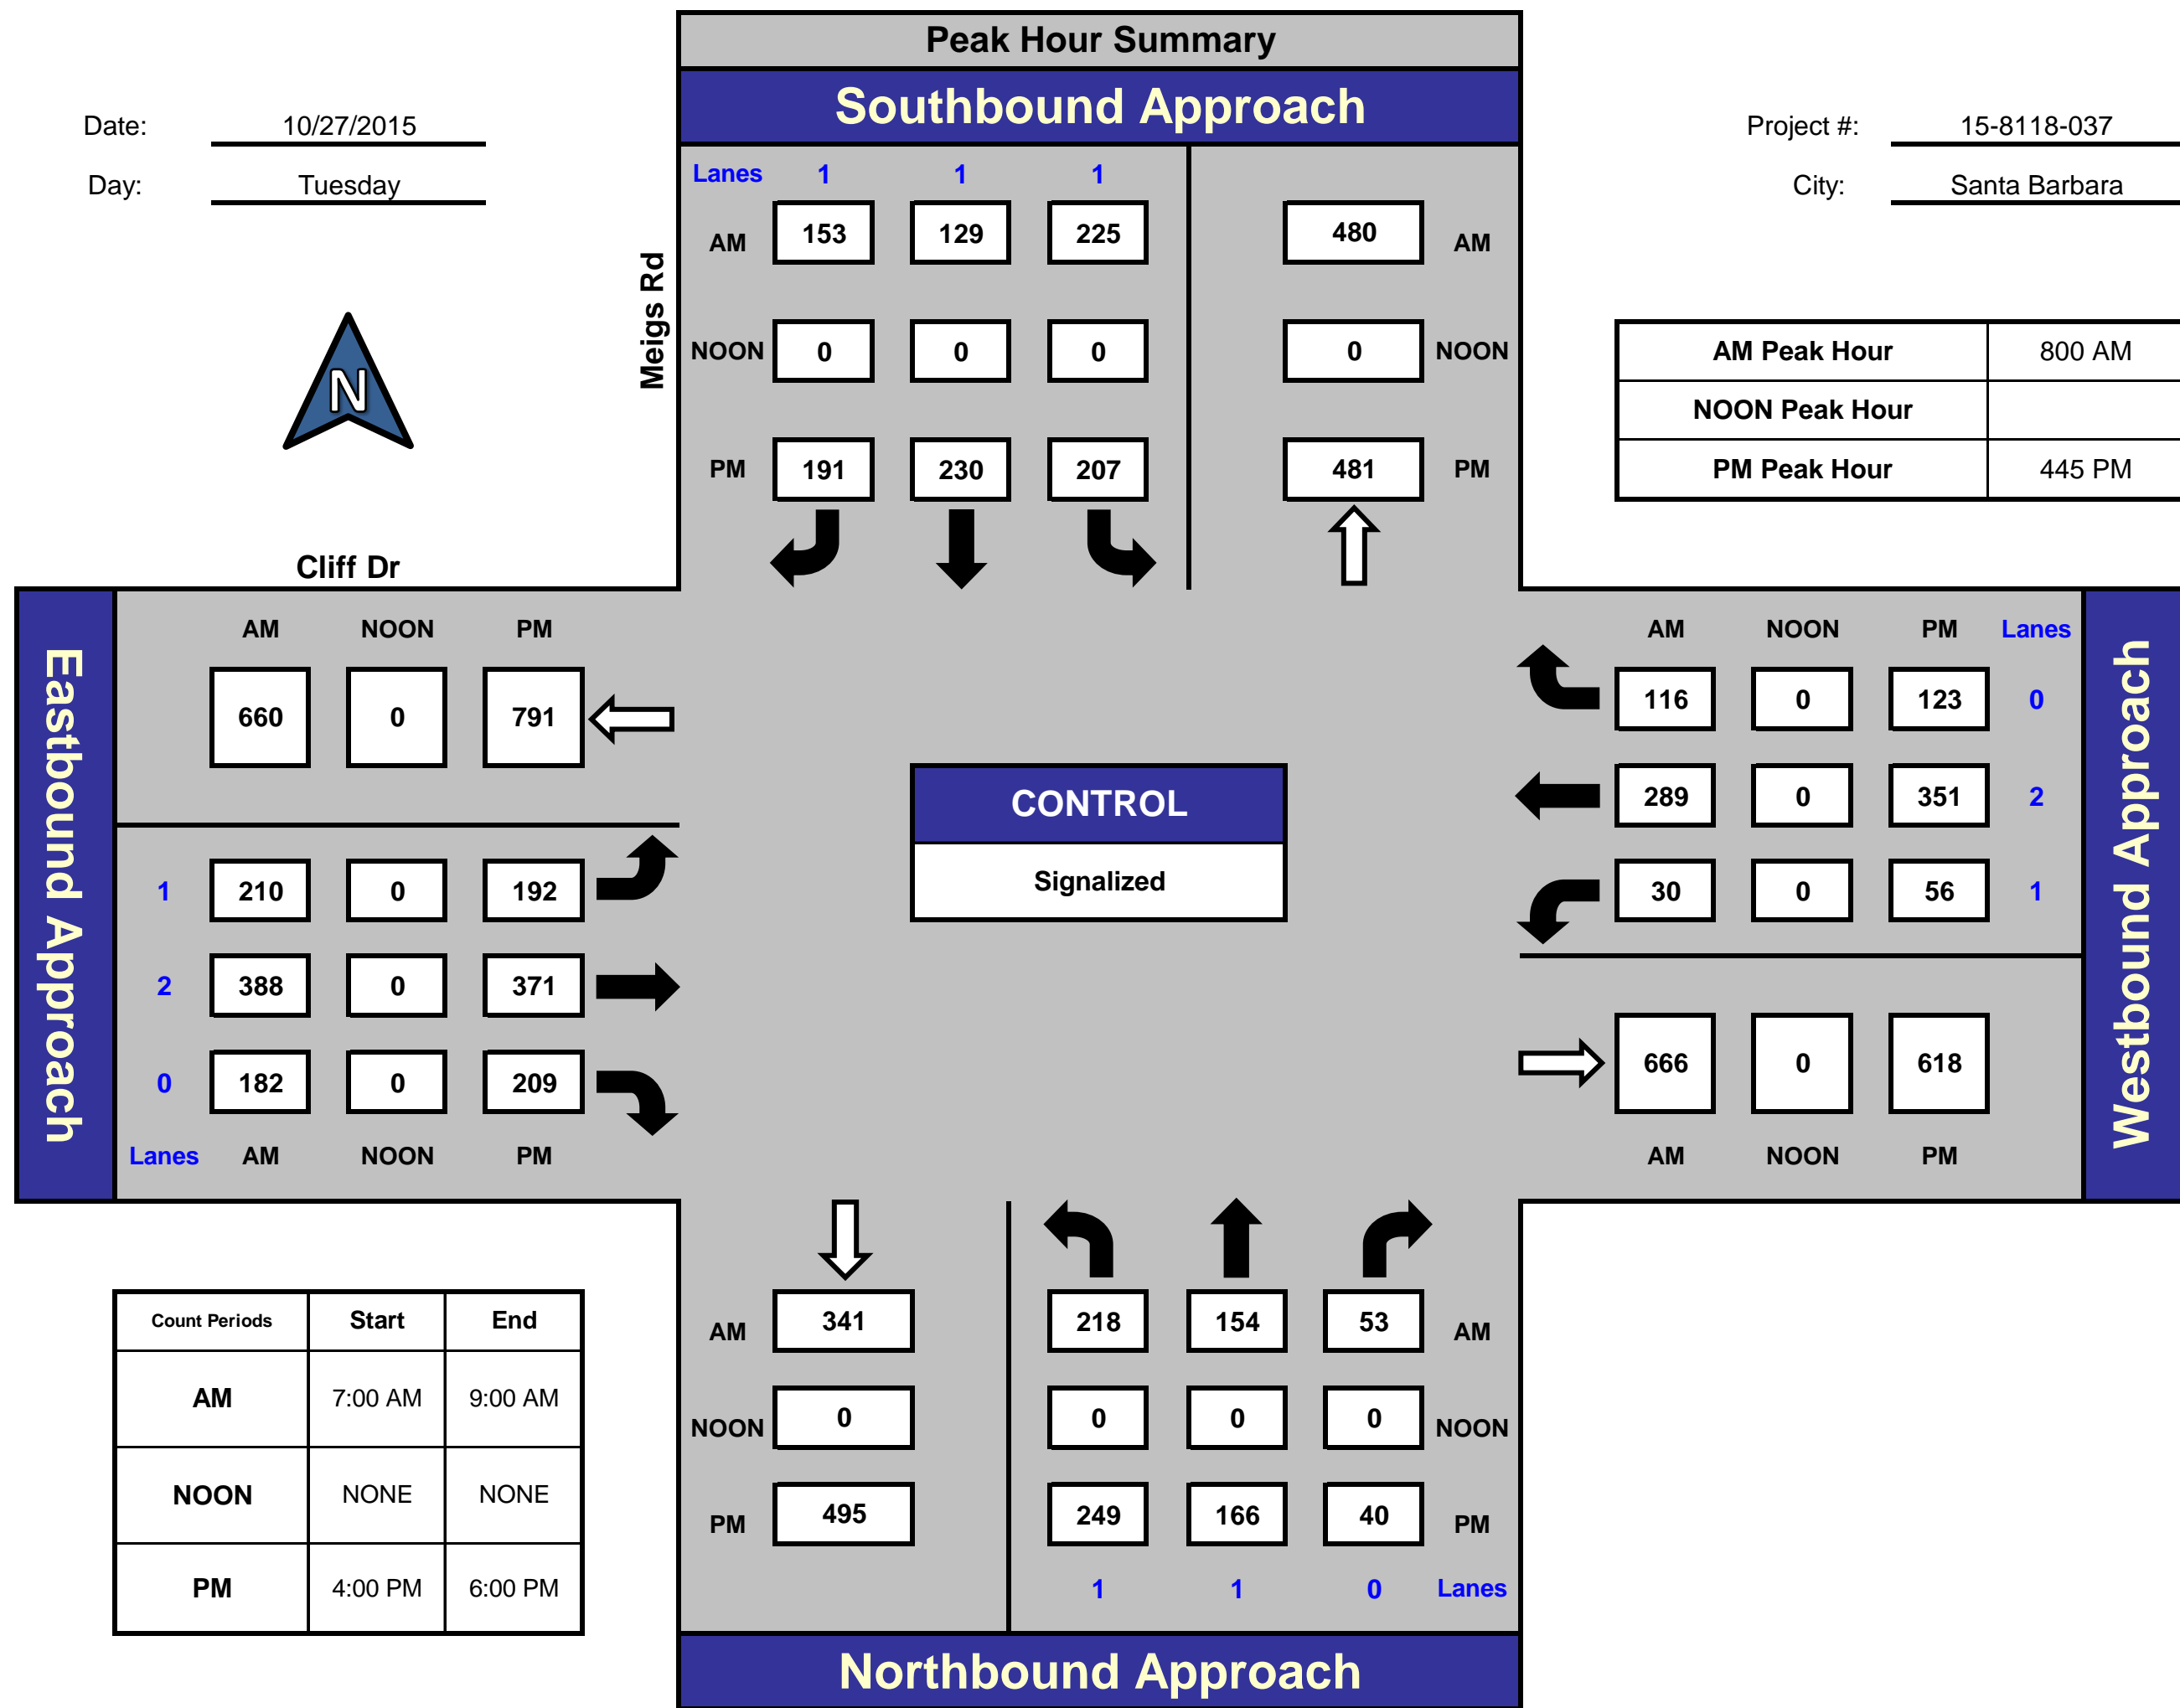 Peak Hour Summary
Southbound Approach
Date: 10/27/2015
Project #: 15-8118-037
Day: Tuesday
City: Santa Barbara
Lanes 1 1 1
AM 153 129 225 480 AM
Meigs Rd
N
NOON 0 0 0 0 NOON
PM 191 230 207 481 PM
AM Peak Hour 800 AM
NOON Peak Hour
PM Peak Hour 445 PM
Cliff Dr
Eastbound Approach
AM NOON PM
660 0 791
1 210 0 192
2 388 0 371
0 182 0 209
Lanes AM NOON PM
CONTROL
Signalized
AM NOON PM Lanes
116 0 123 0
289 0 351 2
30 0 56 1
666 0 618
AM NOON PM
Westbound Approach
Count Periods Start End
AM 7:00 AM 9:00 AM
NOON NONE NONE
PM 4:00 PM 6:00 PM
AM 341 218 154 53 AM
NOON 0 0 0 0 NOON
PM 495 249 166 40 PM
1 1 0 Lanes
Northbound Approach